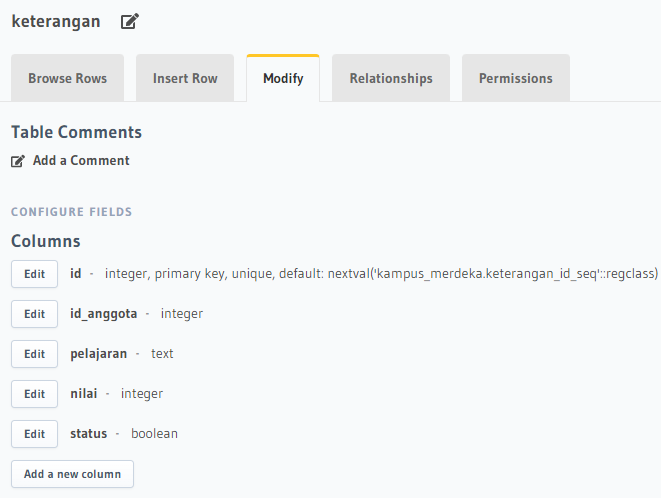 keterangan
Browse Rows Insert Row Modify Relationships Permissions
Table Comments
Add a Comment
CONFIGURE FIELDS
Columns
Edit id - integer, primary key, unique, default: nextval('kampus_merdeka.keterangan_id_seq'::regclass)
Edit id_anggota - integer
Edit pelajaran - text
Edit nilai - integer
Edit status - boolean
Add a new column